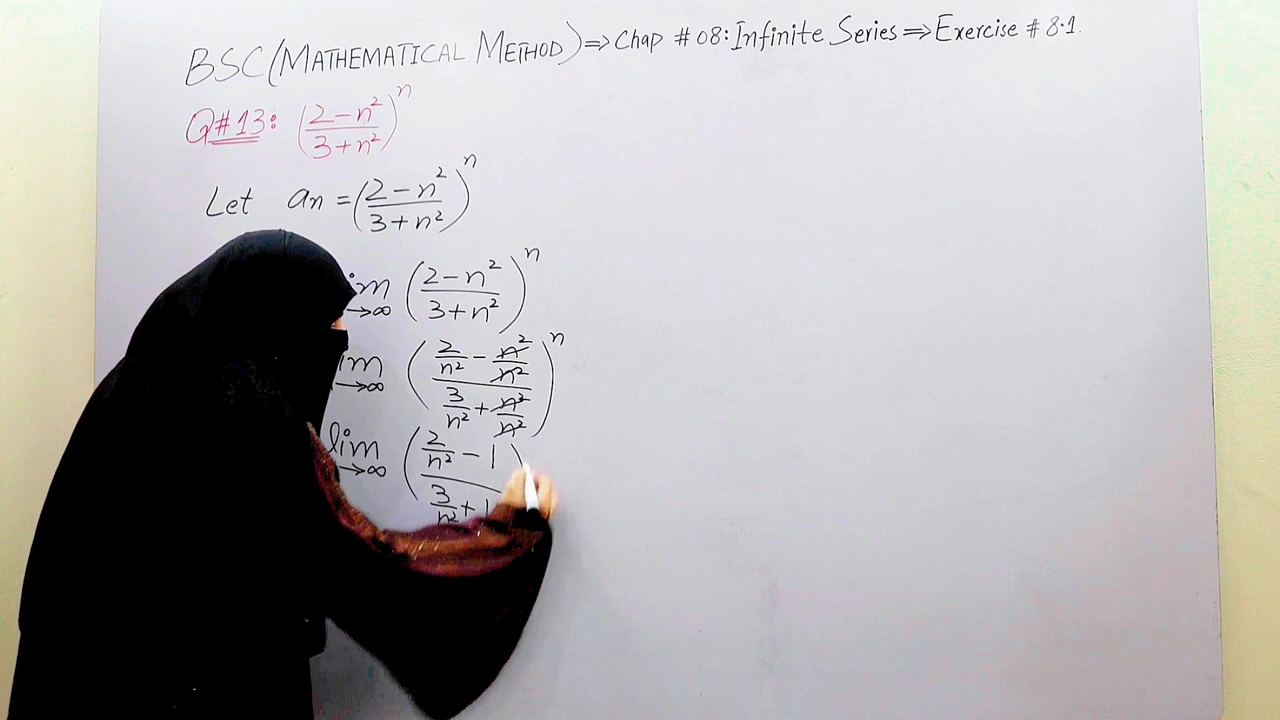 BSC (MATHEMATICAL METHOD) ⇒ Chap # 08: Infinite Series ⇒ Exercise # 8.1.
Q#13: ((2 − n²)/(3 + n²))ⁿ
Let an = ((2 − n²)/(3 + n²))ⁿ
im →∞ ((2 − n²)/(3 + n²))ⁿ
im →∞ ((2/n² − n²/n²)/(3/n² + n²/n²))ⁿ
lim →∞ ((2/n² − 1)/(3/n² + 1